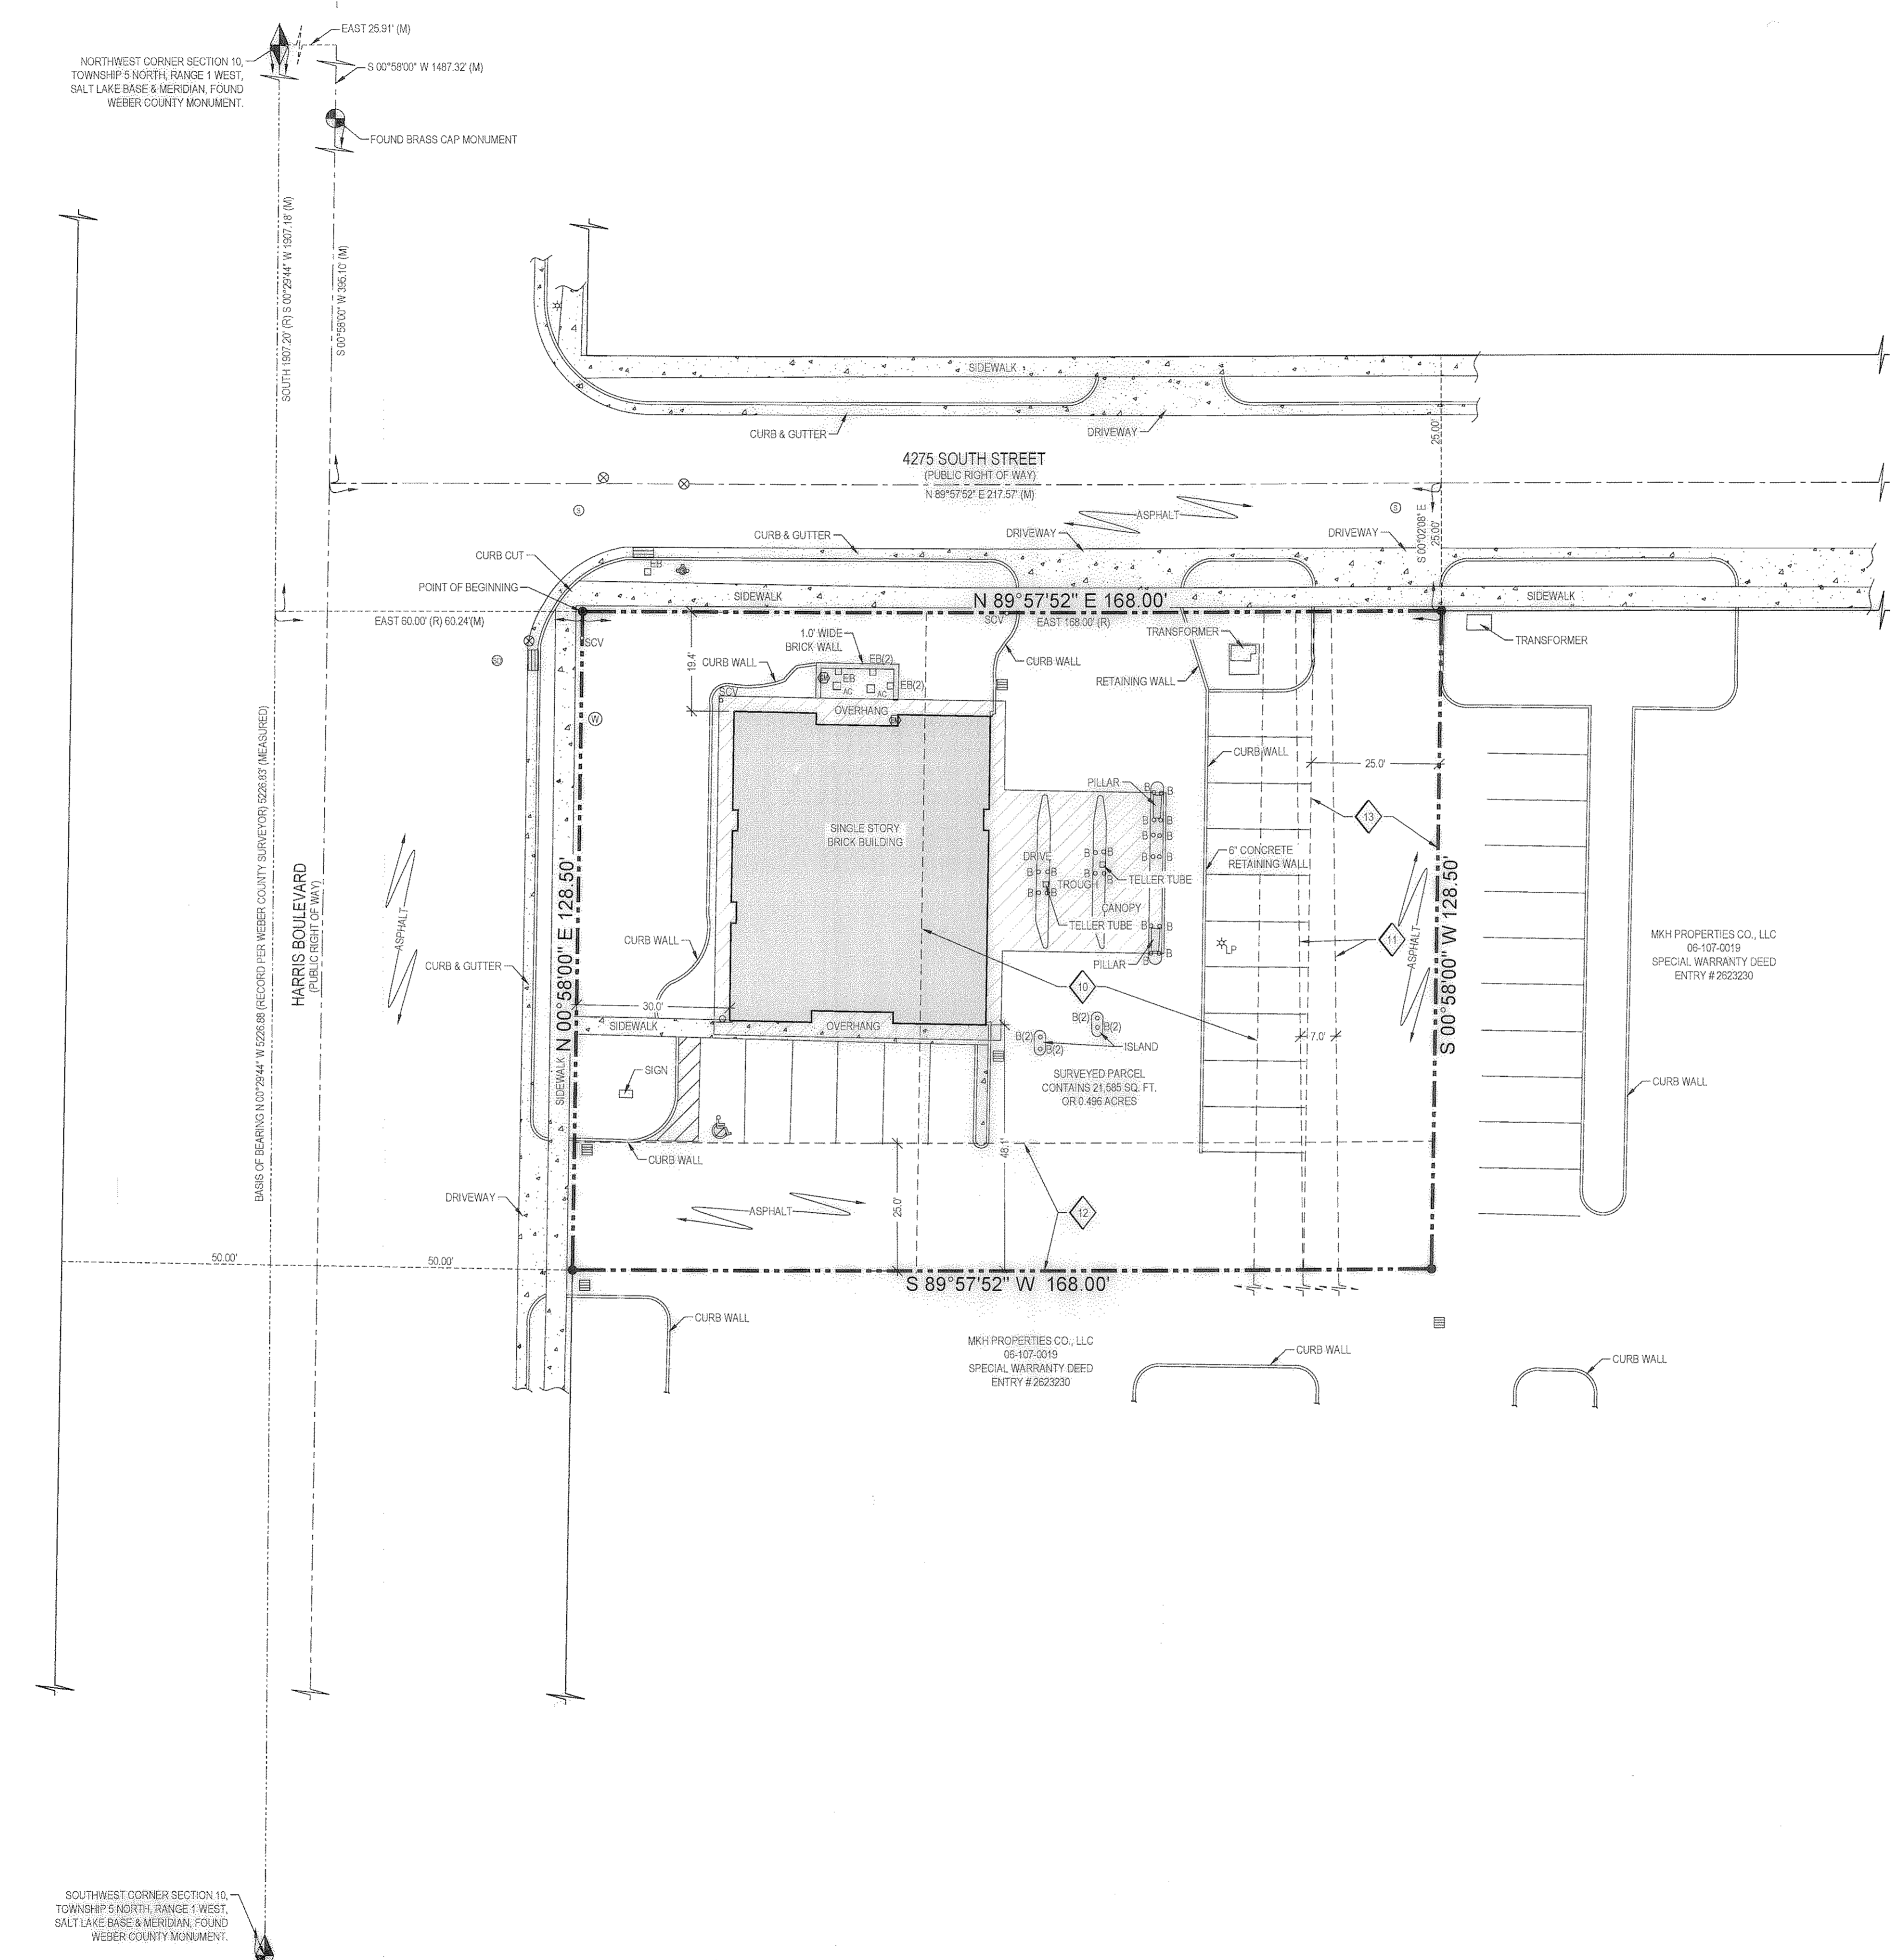 EAST 25.91' (M)
NORTHWEST CORNER SECTION 10,
TOWNSHIP 5 NORTH, RANGE 1 WEST,
SALT LAKE BASE & MERIDIAN, FOUND
WEBER COUNTY MONUMENT.
S 00°58'00" W 1487.32' (M)
FOUND BRASS CAP MONUMENT
SOUTH 1907.20' (R) S 00°29'44" W 1907.18' (M)
S 00°58'00" W 395.10' (M)
SIDEWALK
CURB & GUTTER
DRIVEWAY
25.00'
4275 SOUTH STREET
(PUBLIC RIGHT OF WAY)
N 89°57'52" E 217.57' (M)
S
S
ASPHALT
S 00°02'08" E
25.00'
CURB & GUTTER
DRIVEWAY
DRIVEWAY
CURB CUT
EB
POINT OF BEGINNING
SIDEWALK
N 89°57'52" E 168.00'
SIDEWALK
EAST 60.00' (R) 60.24'(M)
SCV
EAST 168.00' (R)
SCV
1.0' WIDE
BRICK WALL
TRANSFORMER
TRANSFORMER
19.4'
CURB WALL
EB(2)
CURB WALL
SD
EM
EB
AC
AC
EB(2)
RETAINING WALL
SCV
OVERHANG
W
CURB WALL
25.0'
PILLAR
B
B
B
B
B
B
B
B
13
SINGLE STORY
BRICK BUILDING
6" CONCRETE
RETAINING WALL
DRIVE
TROUGH
B
B
B
B
B
B
B
B
TELLER TUBE
CANOPY
TELLER TUBE
B
B
B
B
PILLAR
HARRIS BOULEVARD
(PUBLIC RIGHT OF WAY)
BASIS OF BEARING N 00°29'44" W 5226.88 (RECORD PER WEBER COUNTY SURVEYOR) 5226.83' (MEASURED)
ASPHALT
N 00°58'00" E 128.50'
CURB WALL
CURB & GUTTER
LP
11
ASPHALT
S 00°58'00" W 128.50'
MKH PROPERTIES CO., LLC
06-107-0019
SPECIAL WARRANTY DEED
ENTRY # 2623230
10
30.0'
SIDEWALK
OVERHANG
B(2)
B(2)
B(2)
B(2)
ISLAND
7.0'
SIDEWALK
SIGN
SURVEYED PARCEL
CONTAINS 21,585 SQ. FT.
OR 0.496 ACRES
CURB WALL
CURB WALL
48.1'
25.0'
DRIVEWAY
ASPHALT
12
50.00'
50.00'
S 89°57'52" W 168.00'
CURB WALL
MKH PROPERTIES CO., LLC
06-107-0019
SPECIAL WARRANTY DEED
ENTRY # 2623230
CURB WALL
CURB WALL
SOUTHWEST CORNER SECTION 10,
TOWNSHIP 5 NORTH, RANGE 1 WEST,
SALT LAKE BASE & MERIDIAN, FOUND
WEBER COUNTY MONUMENT.